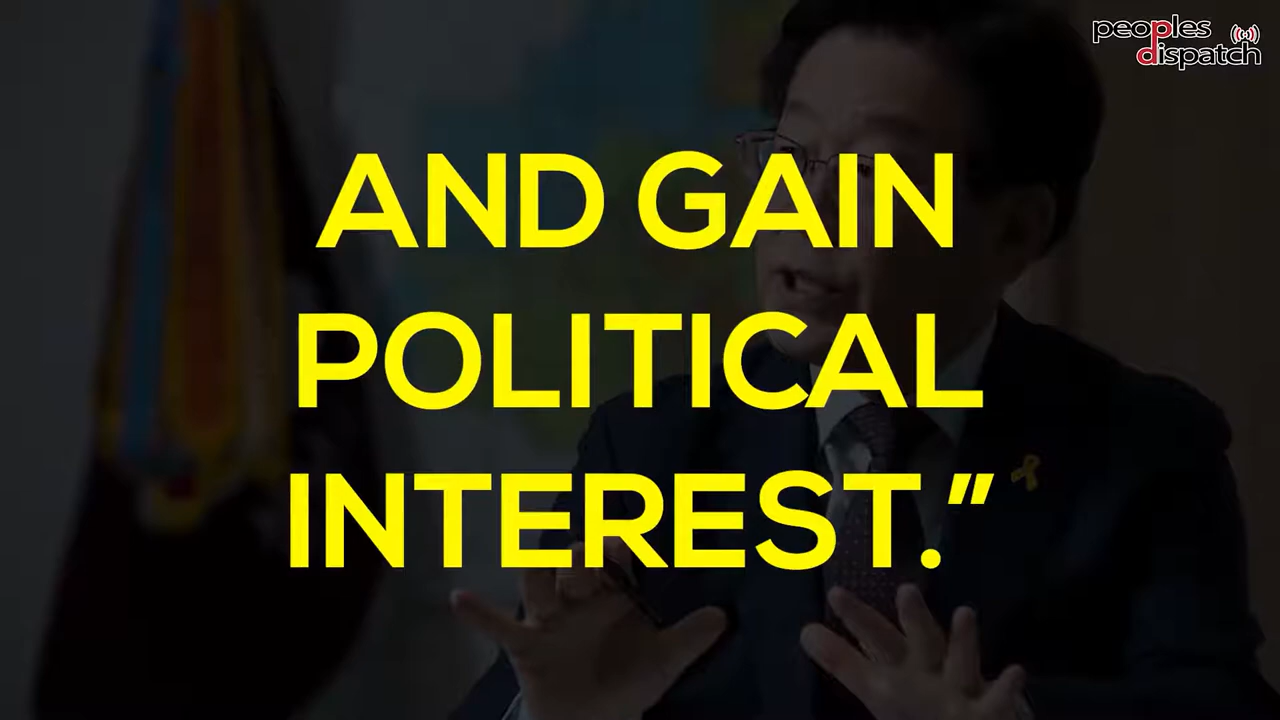 peoples
dispatch
AND GAIN
POLITICAL
INTEREST.”